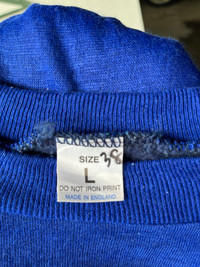 SIZE 38
L
DO NOT IRON PRINT
MADE IN ENGLAND